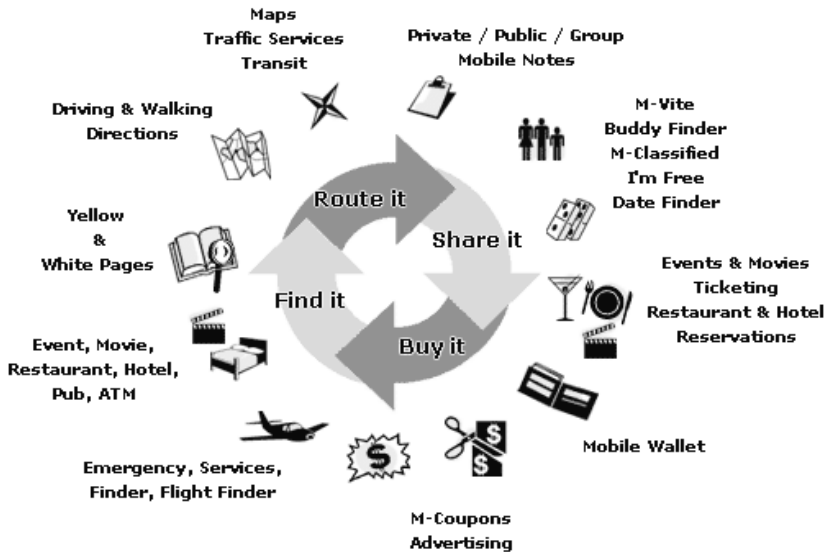 Maps
Traffic Services
Transit
Private / Public / Group
Mobile Notes
Driving & Walking
Directions
M-Vite
Buddy Finder
M-Classified
I'm Free
Date Finder
Route it
Share it
Yellow
&
White Pages
Events & Movies
Ticketing
Restaurant & Hotel
Reservations
Find it
Buy it
Event, Movie,
Restaurant, Hotel,
Pub, ATM
Mobile Wallet
Emergency, Services,
Finder, Flight Finder
$
$
$
M-Coupons
Advertising